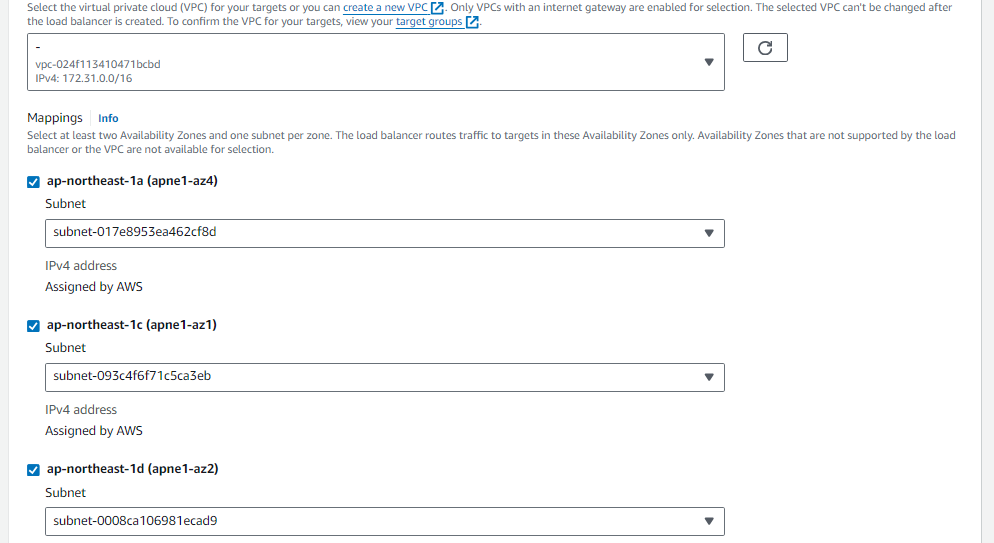 Select the virtual private cloud (VPC) for your targets or you can create a new VPC. Only VPCs with an internet gateway are enabled for selection. The selected VPC can't be changed after
the load balancer is created. To confirm the VPC for your targets, view your target groups.
-
vpc-024f113410471bcbd
IPv4: 172.31.0.0/16
Mappings Info
Select at least two Availability Zones and one subnet per zone. The load balancer routes traffic to targets in these Availability Zones only. Availability Zones that are not supported by the load
balancer or the VPC are not available for selection.
ap-northeast-1a (apne1-az4)
Subnet
subnet-017e8953ea462cf8d
IPv4 address
Assigned by AWS
ap-northeast-1c (apne1-az1)
Subnet
subnet-093c4f6f71c5ca3eb
IPv4 address
Assigned by AWS
ap-northeast-1d (apne1-az2)
Subnet
subnet-0008ca106981ecad9